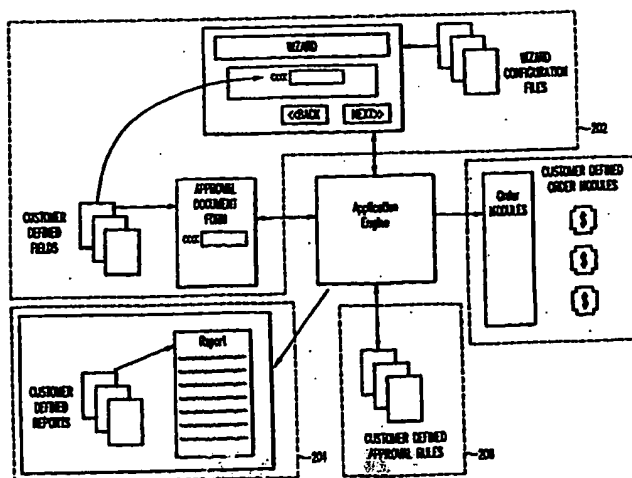 WIZARD
<<BACK
NEXT>>
WIZARD
CONFIGURATION
FILES
202
CUSTOMER
DEFINED
FIELDS
APPROVAL
DOCUMENT
FORM
Application
Engine
CUSTOMER DEFINED
ORDER MODULES
Order
MODULES
$
$
$
CUSTOMER
DEFINED
REPORTS
Report
204
CUSTOMER DEFINED
APPROVAL RULES
208